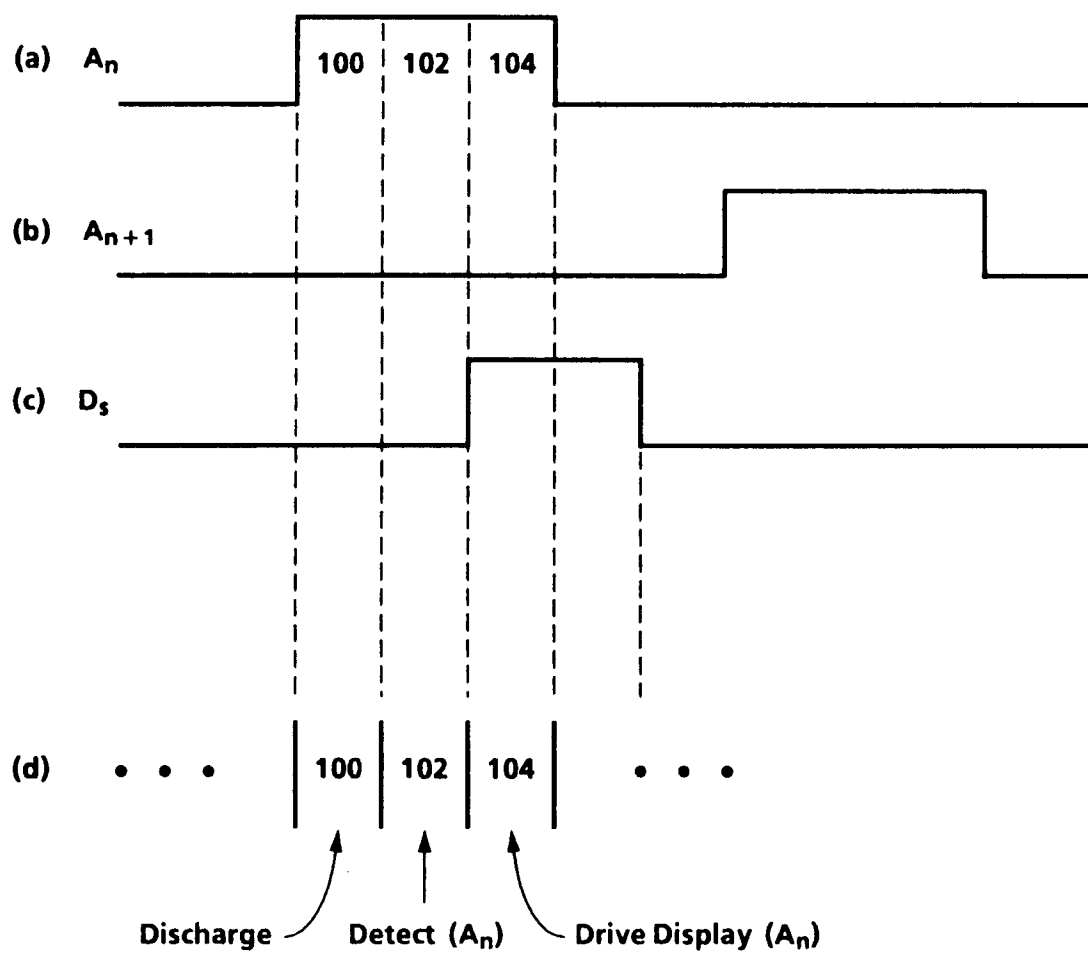 (a) Aₙ 100 102 104
(b) Aₙ₊₁
(c) Dₛ
(d) 100 102 104
Discharge Detect (Aₙ) Drive Display (Aₙ)